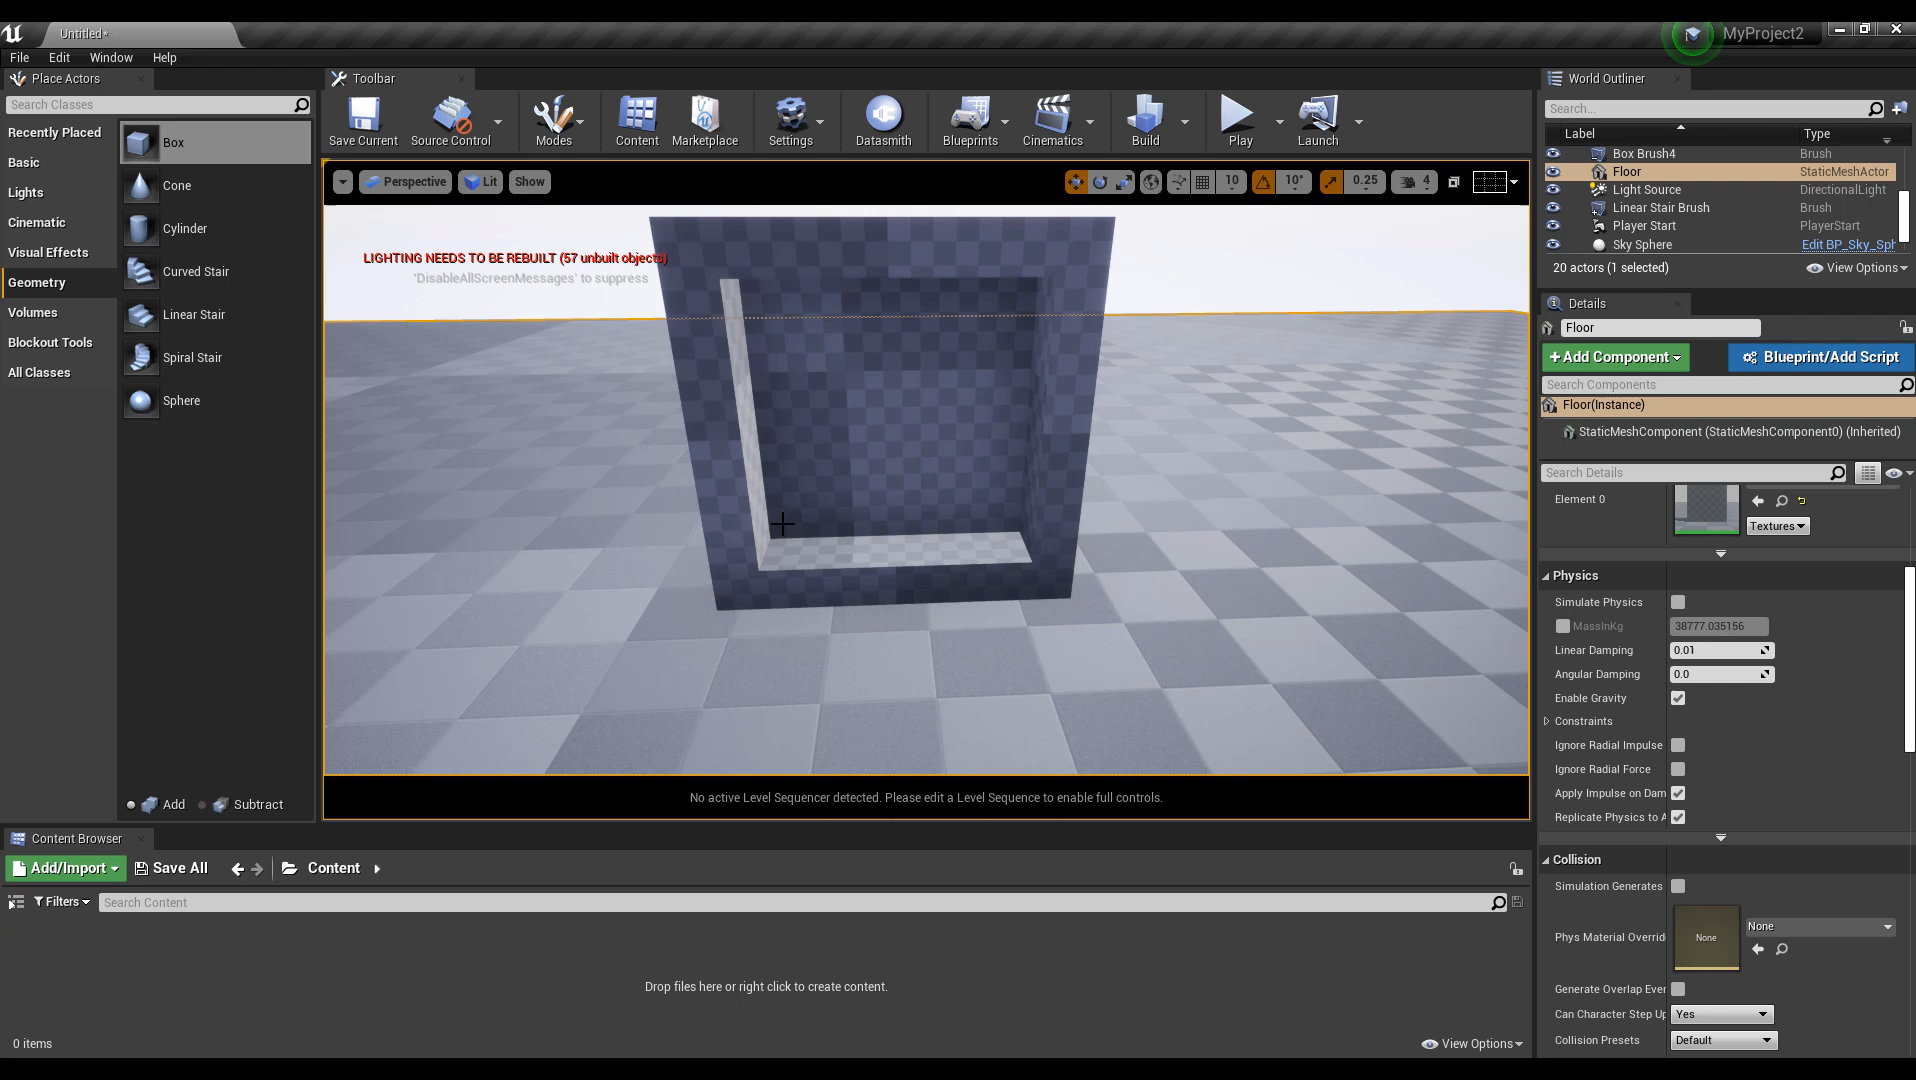 Untitled*
MyProject2
File Edit Window Help
Place Actors
Search Classes
Recently Placed
Basic
Lights
Cinematic
Visual Effects
Geometry
Volumes
Blockout Tools
All Classes
Box
Cone
Cylinder
Curved Stair
Linear Stair
Spiral Stair
Sphere
Add Subtract
Toolbar
Save Current Source Control Modes Content Marketplace Settings Datasmith Blueprints Cinematics Build Play Launch
Perspective Lit Show
10 10° 0.25 4
LIGHTING NEEDS TO BE REBUILT (57 unbuilt objects)
'DisableAllScreenMessages' to suppress
No active Level Sequencer detected. Please edit a Level Sequence to enable full controls.
World Outliner
Search...
Label Type
Box Brush4 Brush
Floor StaticMeshActor
Light Source DirectionalLight
Linear Stair Brush Brush
Player Start PlayerStart
Sky Sphere Edit BP_Sky_Sph
20 actors (1 selected) View Options
Details
Floor
+Add Component Blueprint/Add Script
Search Components
Floor(Instance)
StaticMeshComponent (StaticMeshComponent0) (Inherited)
Search Details
Element 0
Textures
Physics
Simulate Physics
MassInKg 38777.035156
Linear Damping 0.01
Angular Damping 0.0
Enable Gravity
Constraints
Ignore Radial Impulse
Ignore Radial Force
Apply Impulse on Dam
Replicate Physics to A
Collision
Simulation Generates
Phys Material Overrid None None
Generate Overlap Ever
Can Character Step Up Yes
Collision Presets Default
Content Browser
Add/Import Save All Content
Filters Search Content
Drop files here or right click to create content.
0 items View Options